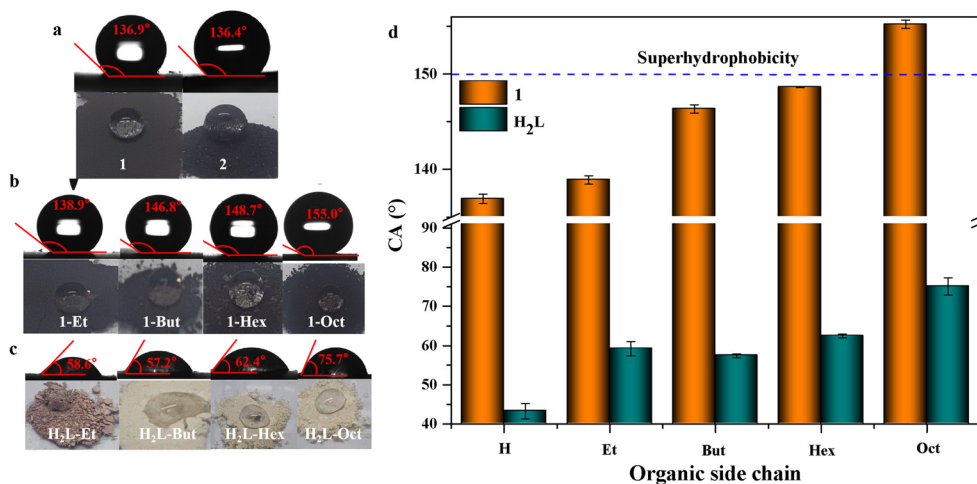 a
136.9°
136.4°
1
2
b
138.9°
146.8°
148.7°
155.0°
1-Et
1-But
1-Hex
1-Oct
c
58.6°
57.2°
62.4°
75.7°
H₂L-Et
H₂L-But
H₂L-Hex
H₂L-Oct
d
Superhydrophobicity
1
H₂L
CA (°)
150
140
90
80
70
60
50
40
H
Et
But
Hex
Oct
Organic side chain